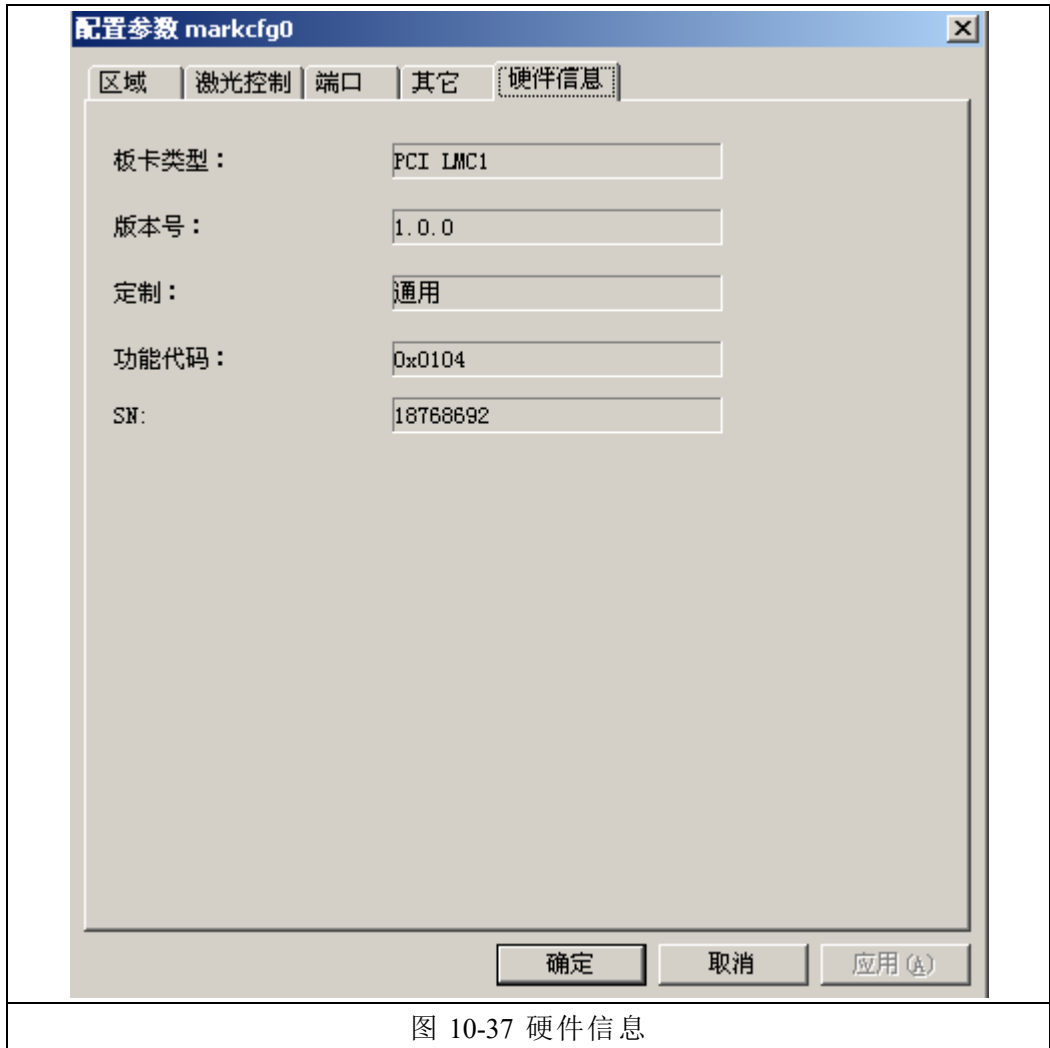 配置参数 markcfg0
区域 激光控制 端口 其它 硬件信息
板卡类型： PCI LMC1
版本号： 1.0.0
定制： 通用
功能代码： 0x0104
SN: 18768692
确定 取消 应用(A)
图 10-37 硬件信息